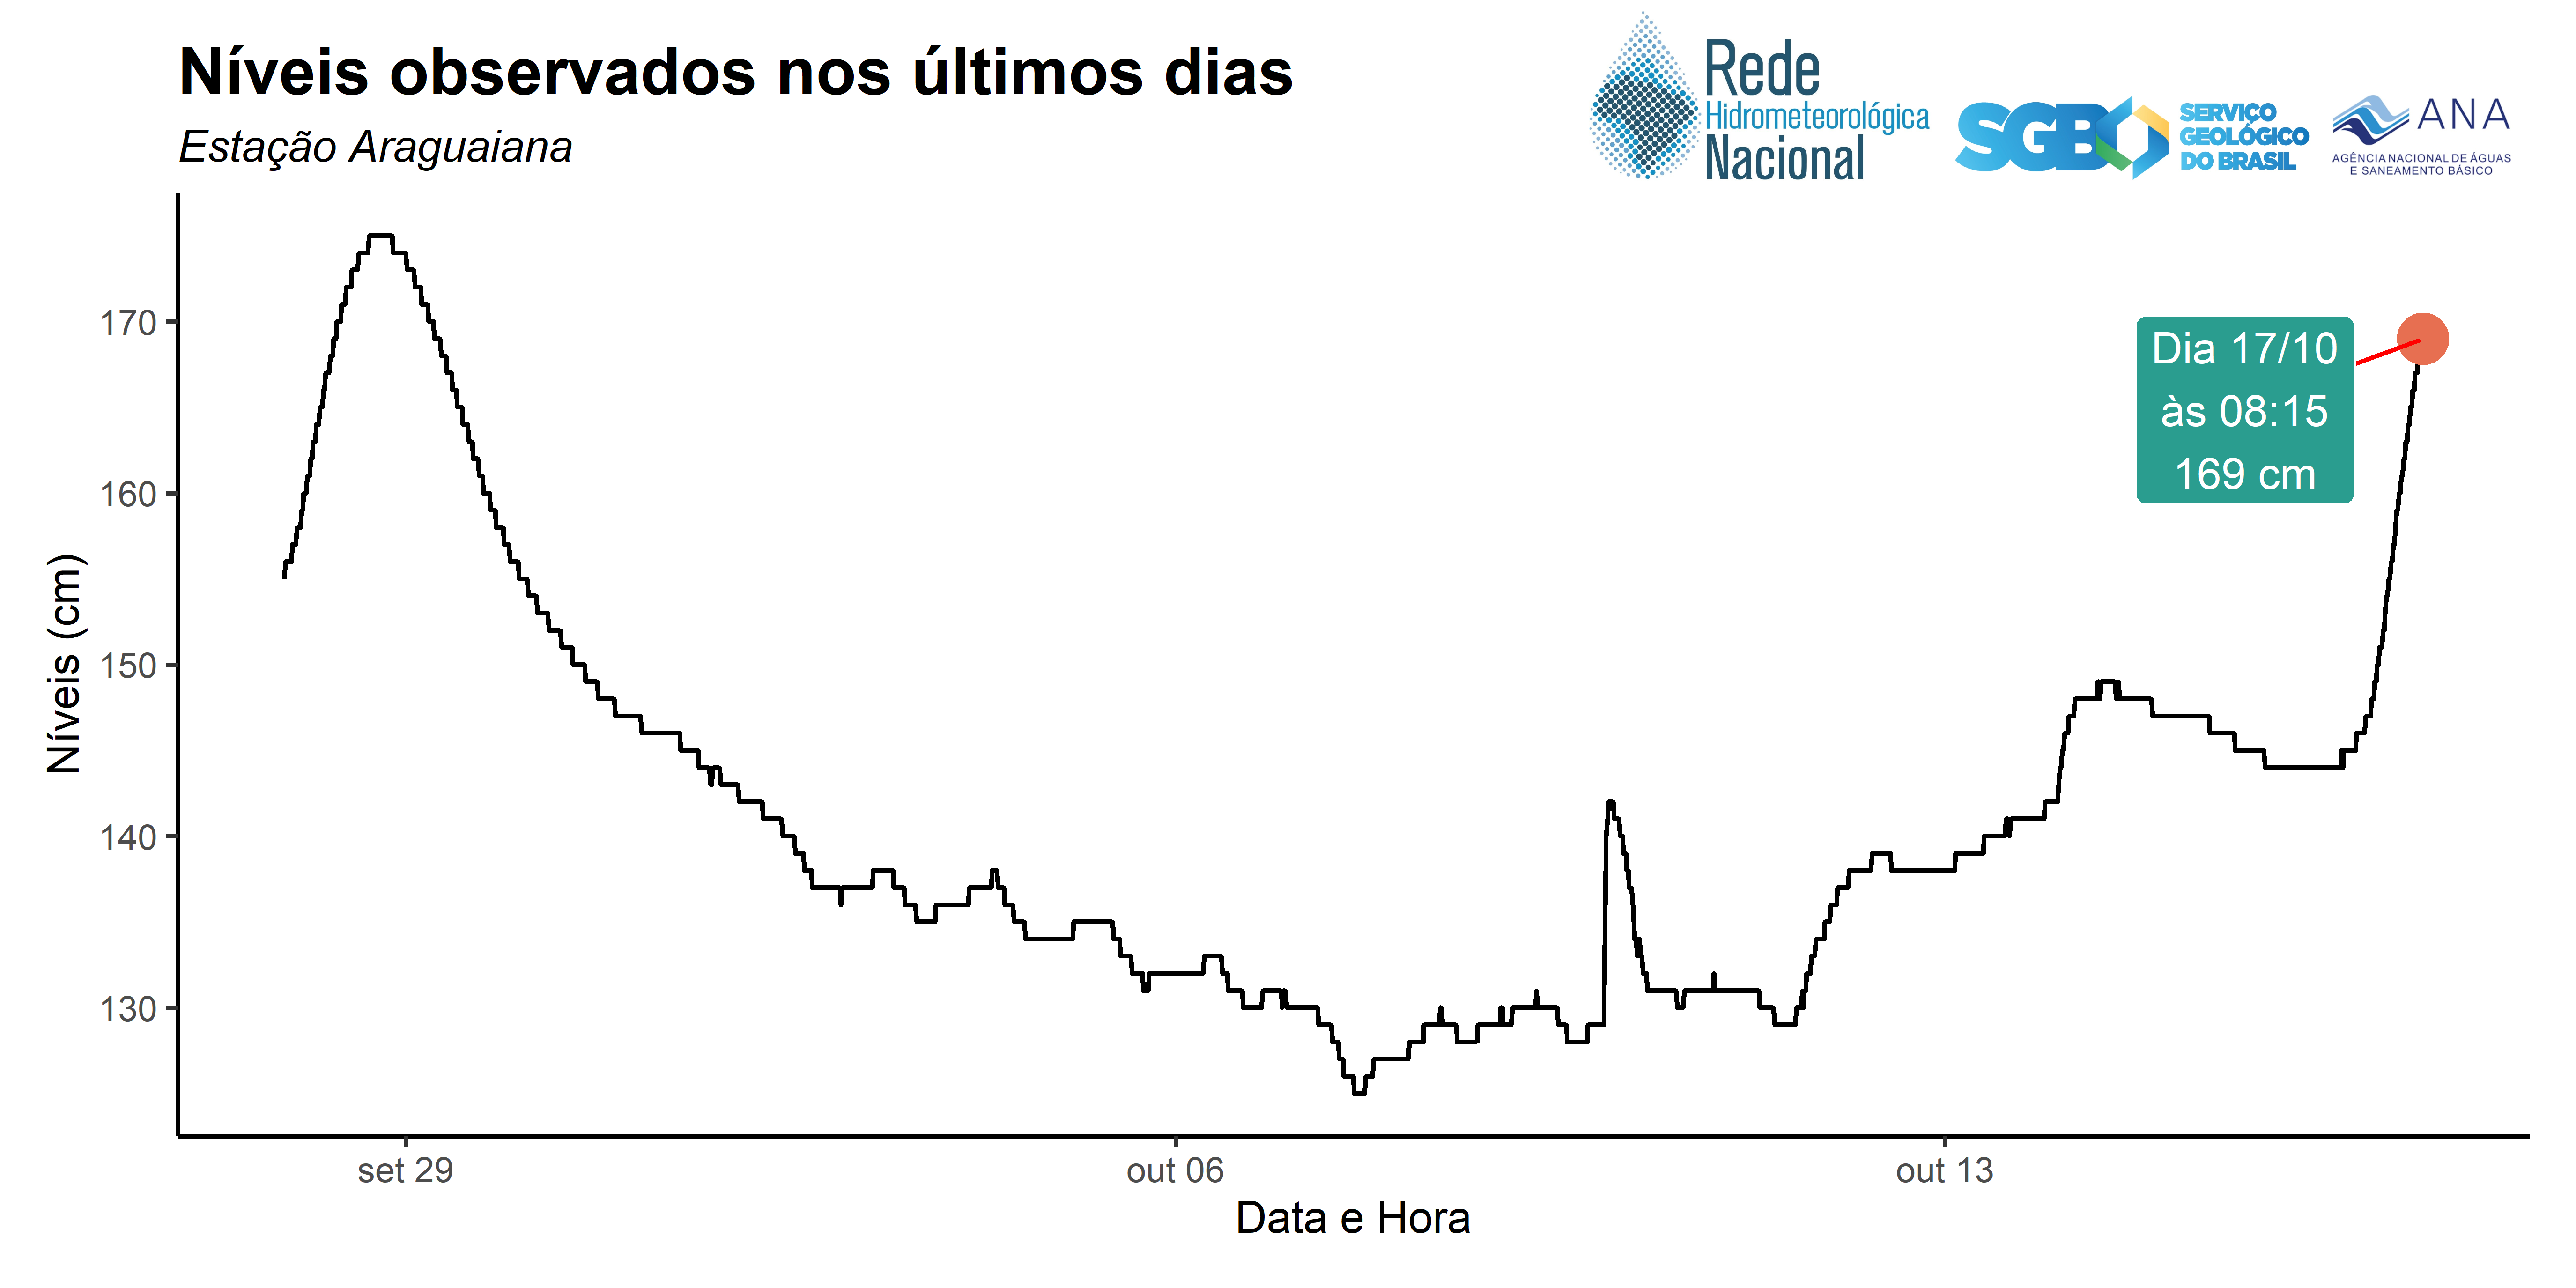 Níveis observados nos últimos dias
Estação Araguaiana
Rede
Hidrometeorológica
Nacional
SGB
SERVIÇO
GEOLÓGICO
DO BRASIL
ANA
AGÊNCIA NACIONAL DE ÁGUAS
E SANEAMENTO BÁSICO
Níveis (cm)
170
160
150
140
130
Dia 17/10
às 08:15
169 cm
set 29
out 06
out 13
Data e Hora